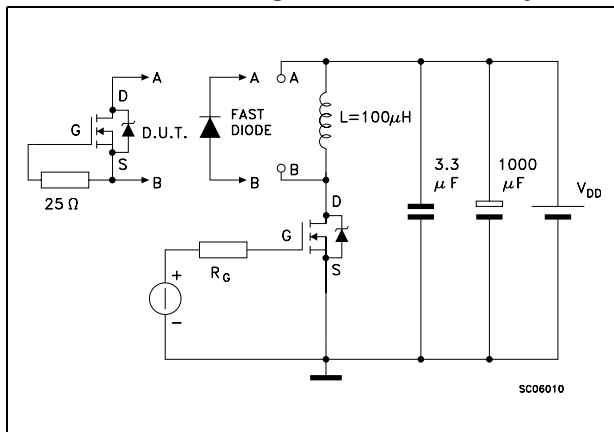 A
A
A
D
G
D.U.T.
FAST
DIODE
L=100μH
S
B
B
B
25 Ω
D
3.3
μF
1000
μF
V_DD
G
S
+
R_G
-
SC06010